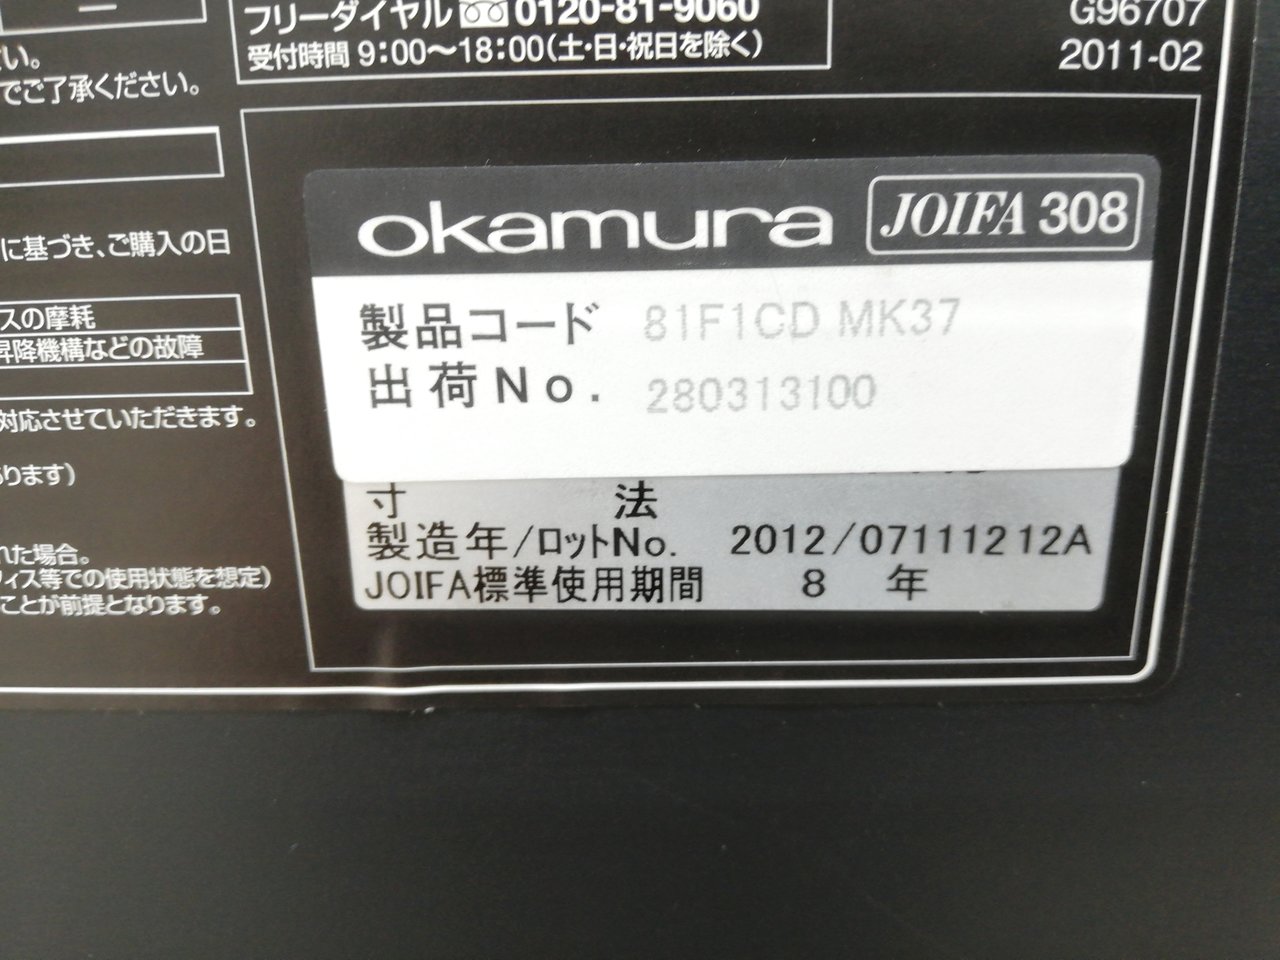 フリーダイヤル 0120-81-9060
受付時間 9:00〜18:00(土・日・祝日を除く)
G96707
2011-02
い。
でご了承ください。
okamura
JOIFA 308
製品コード 81F1CD MK37
出荷No. 280313100
寸 法
製造年/ロットNo. 2012/07111212A
JOIFA標準使用期間 8 年
に基づき、ご購入の日
スの摩耗
昇降機構などの故障
対応させていただきます。
あります)
れた場合。
フィス等での使用状態を想定)
ことが前提となります。